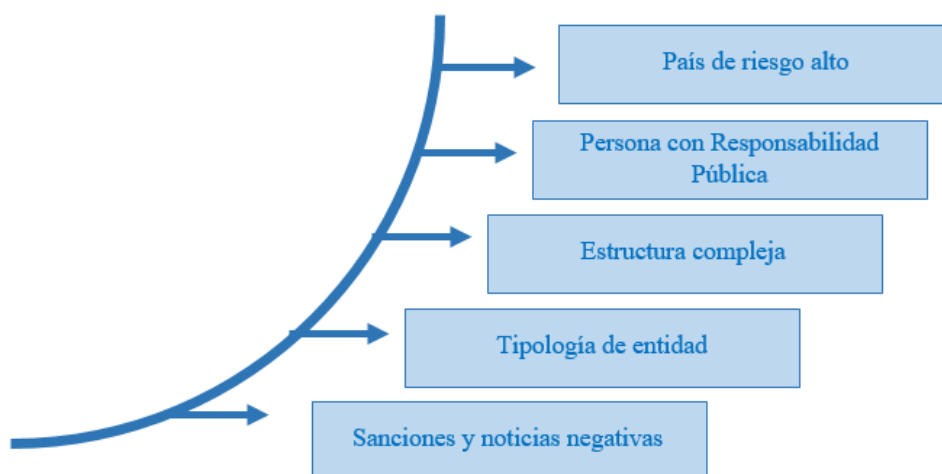 País de riesgo alto
Persona con Responsabilidad
Pública
Estructura compleja
Tipología de entidad
Sanciones y noticias negativas